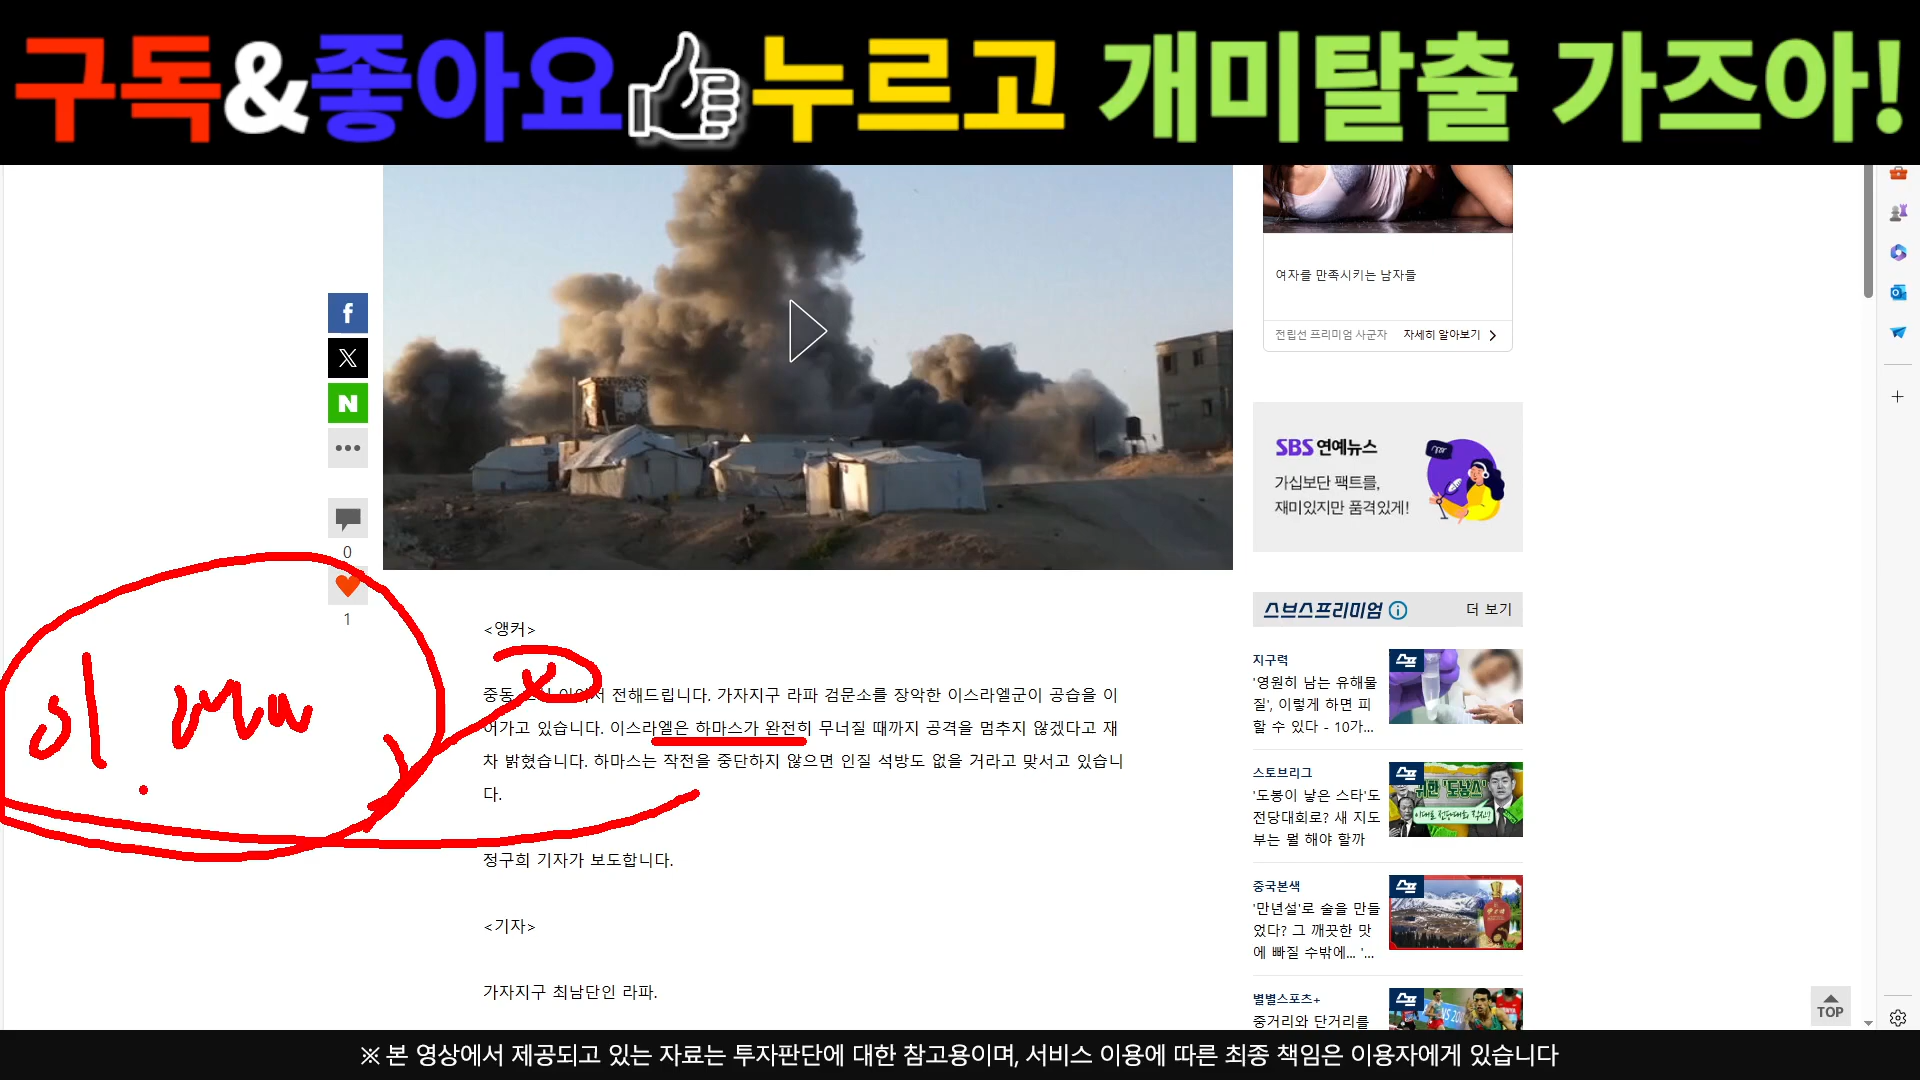 구독&좋아요 누르고 개미탈출 가즈아!
여자를 만족시키는 남자들
전립선 프리미엄 사군자 자세히 알아보기
f
X
N
0
1
SBS 연예뉴스
가십보단 팩트를,
재미있지만 품격있게!
<앵커>
중동 이어서 전해드립니다. 가자지구 라파 검문소를 장악한 이스라엘군이 공습을 이
어가고 있습니다. 이스라엘은 하마스가 완전히 무너질 때까지 공격을 멈추지 않겠다고 재
차 밝혔습니다. 하마스는 작전을 중단하지 않으면 인질 석방도 없을 거라고 맞서고 있습니
다.
정구희 기자가 보도합니다.
<기자>
가자지구 최남단인 라파.
스브스프리미엄 더 보기
지구력
'영원히 남는 유해물
질', 이렇게 하면 피
할 수 있다 - 10가...
스프
스토브리그
'도봉이 낳은 스타'도
전당대회로? 새 지도
부는 뭘 해야 할까
스프
위한 '도낳스'
중국본색
'만년설'로 술을 만들
었다? 그 깨끗한 맛
에 빠질 수밖에... '...
스프
별별스포츠+
중거리와 단거리를
스프
TOP
※ 본 영상에서 제공되고 있는 자료는 투자판단에 대한 참고용이며, 서비스 이용에 따른 최종 책임은 이용자에게 있습니다